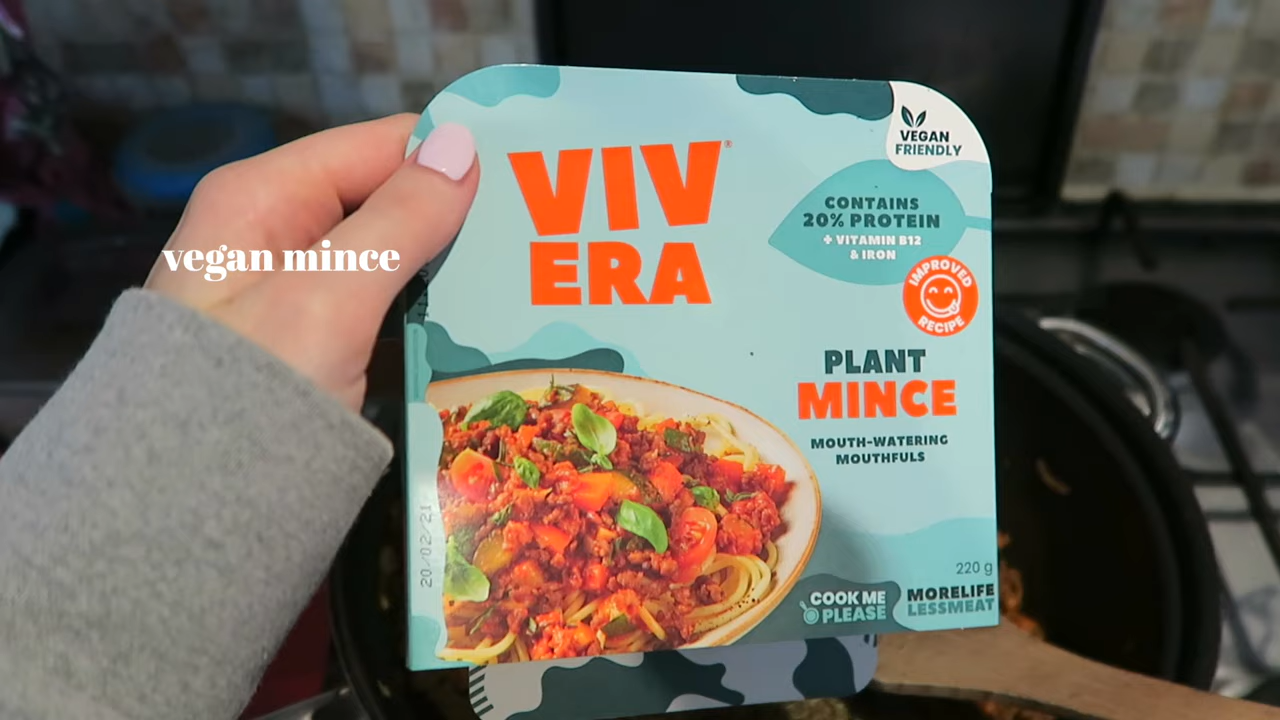 vegan mince
VIV
ERA
VEGAN
FRIENDLY
CONTAINS
20% PROTEIN
+ VITAMIN B12
& IRON
IMPROVED
RECIPE
PLANT
MINCE
MOUTH-WATERING
MOUTHFULS
20/02/21
220 g
COOK ME
PLEASE
MORELIFE
LESSMEAT